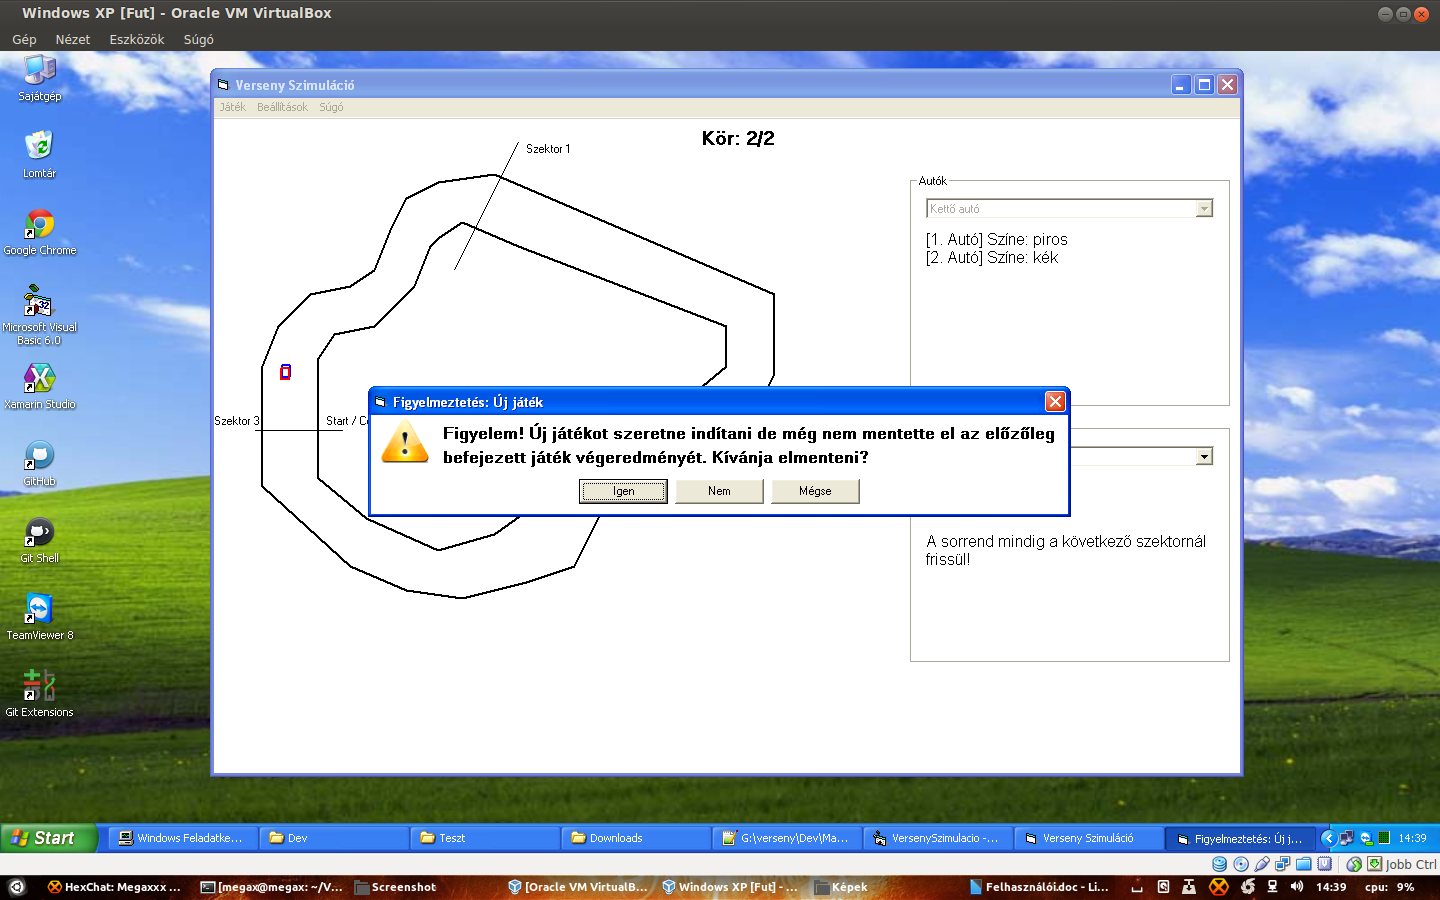 Windows XP [Fut] - Oracle VM VirtualBox
Gép Nézet Eszközök Súgó
Sajátgép
Lomtár
Google Chrome
Microsoft Visual
Basic 6.0
Xamarin Studio
GitHub
Git Shell
TeamViewer 8
Git Extensions
Verseny Szimuláció
Játék Beállítások Súgó
Kör: 2/2
Szektor 1
Szektor 3
Start / C
Autók
Kettő autó
[1. Autó] Színe: piros
[2. Autó] Színe: kék
A sorrend mindig a következő szektornál
frissül!
Figyelmeztetés: Új játék
Figyelem! Új játékot szeretne indítani de még nem mentette el az előzőleg
befejezett játék végeredményét. Kívánja elmenteni?
Igen Nem Mégse
Start Windows Feladatke... Dev Teszt Downloads G:\verseny\Dev\Ma... VersenySzimulacio -... Verseny Szimuláció Figyelmeztetés: Új j... 14:39
Jobb Ctrl
HexChat: Megaxxx ... [megax@megax: ~/V... Screenshot [Oracle VM VirtualB... Windows XP [Fut] - ... Képek Felhasználói.doc - Li... 14:39 cpu: 9%